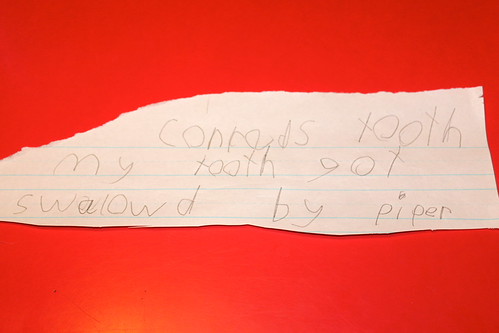 conrads tooth
my tooth got
swalowd by piper